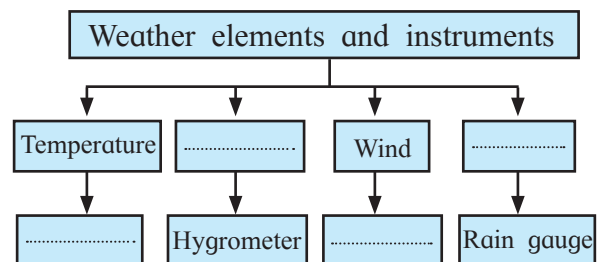 Weather elements and instruments
Temperature ................ Wind ................
................ Hygrometer ................ Rain gauge